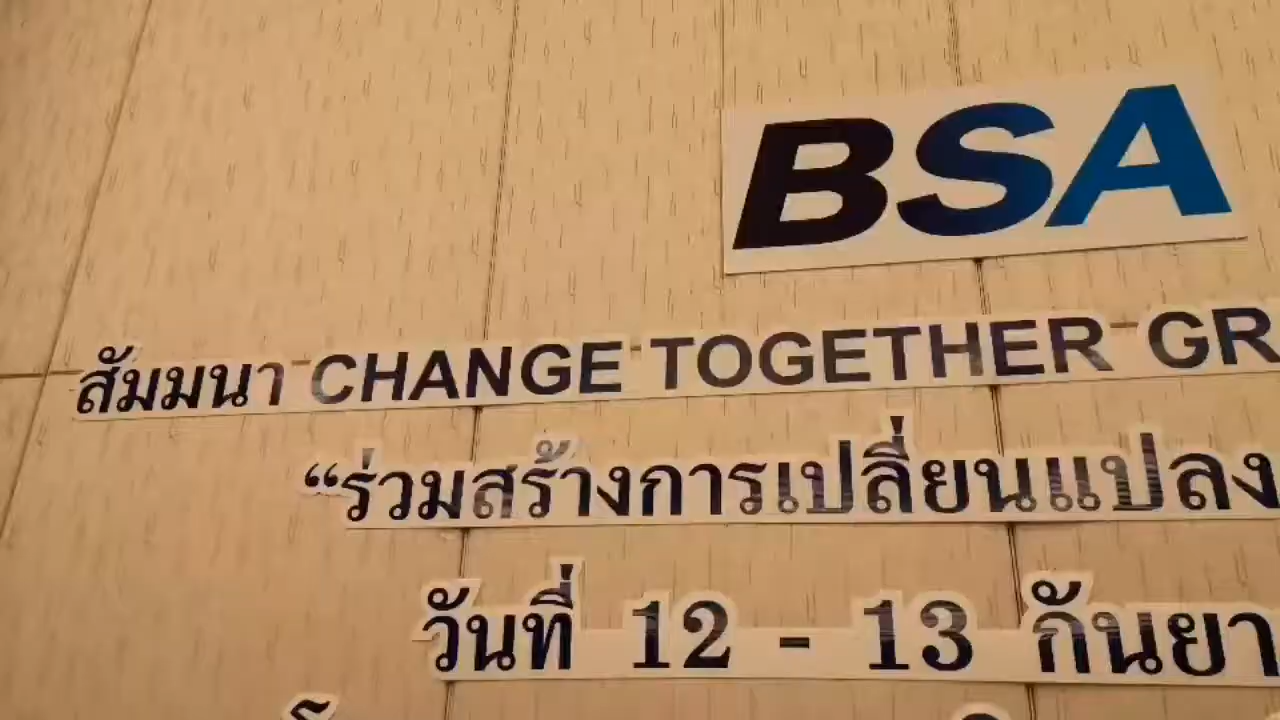 BSA
สัมมนา CHANGE TOGETHER GR
“ร่วมสร้างการเปลี่ยนแปลง
วันที่ 12 - 13 กันยา